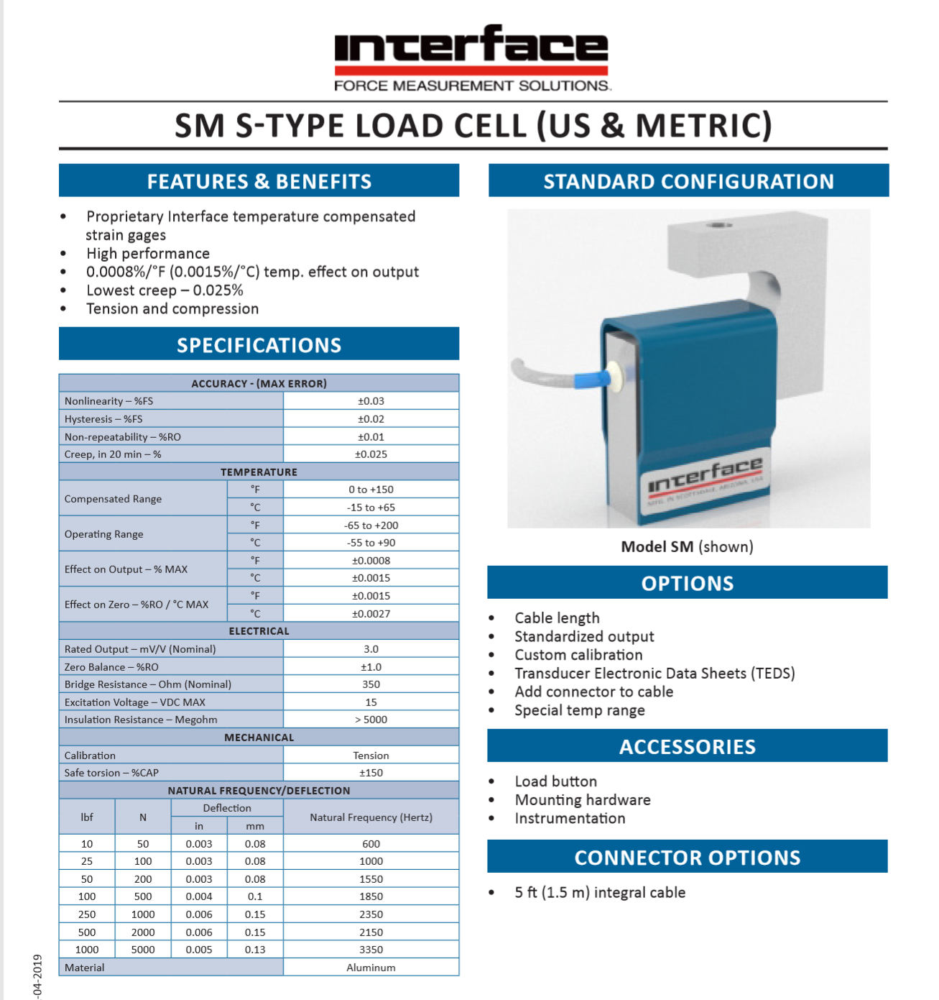 interface
FORCE MEASUREMENT SOLUTIONS.
SM S-TYPE LOAD CELL (US & METRIC)
FEATURES & BENEFITS
• Proprietary Interface temperature compensated
strain gages
• High performance
• 0.0008%/°F (0.0015%/°C) temp. effect on output
• Lowest creep – 0.025%
• Tension and compression
SPECIFICATIONS
ACCURACY - (MAX ERROR)
Nonlinearity – %FS ±0.03
Hysteresis – %FS ±0.02
Non-repeatability – %RO ±0.01
Creep, in 20 min – % ±0.025
TEMPERATURE
Compensated Range
°F 0 to +150
°C -15 to +65
Operating Range
°F -65 to +200
°C -55 to +90
Effect on Output – % MAX
°F ±0.0008
°C ±0.0015
Effect on Zero – %RO / °C MAX
°F ±0.0015
°C ±0.0027
ELECTRICAL
Rated Output – mV/V (Nominal) 3.0
Zero Balance – %RO ±1.0
Bridge Resistance – Ohm (Nominal) 350
Excitation Voltage – VDC MAX 15
Insulation Resistance – Megohm > 5000
MECHANICAL
Calibration Tension
Safe torsion – %CAP ±150
NATURAL FREQUENCY/DEFLECTION
lbf N Deflection Natural Frequency (Hertz)
in mm
10 50 0.003 0.08 600
25 100 0.003 0.08 1000
50 200 0.003 0.08 1550
100 500 0.004 0.1 1850
250 1000 0.006 0.15 2350
500 2000 0.006 0.15 2150
1000 5000 0.005 0.13 3350
Material Aluminum
STANDARD CONFIGURATION
interface
MFG. IN SCOTTSDALE, ARIZONA, USA
Model SM (shown)
OPTIONS
• Cable length
• Standardized output
• Custom calibration
• Transducer Electronic Data Sheets (TEDS)
• Add connector to cable
• Special temp range
ACCESSORIES
• Load button
• Mounting hardware
• Instrumentation
CONNECTOR OPTIONS
• 5 ft (1.5 m) integral cable
-04-2019